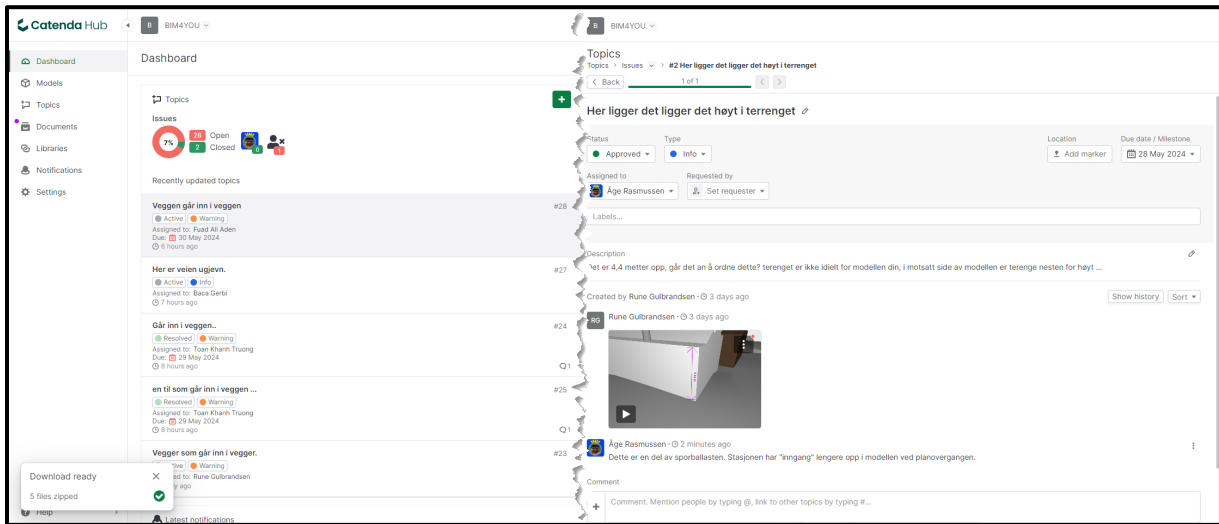 Catenda Hub
B BIM4YOU
Dashboard
Models
Topics
Documents
Libraries
Notifications
Settings
Help
Download ready
5 files zipped
Dashboard
Topics
Issues
7%
26 Open
2 Closed
0
1
Recently updated topics
Veggen går inn i veggen #28
Active Warning
Assigned to: Fuad Ali Aden
Due: 30 May 2024
6 hours ago
Her er veien ugjevn. #27
Active Info
Assigned to: Baca Gerbi
7 hours ago
Går inn i veggen.. #24
Resolved Warning
Assigned to: Toan Khanh Truong
Due: 29 May 2024
8 hours ago 1
en til som går inn i veggen ... #25
Resolved Warning
Assigned to: Toan Khanh Truong
Due: 29 May 2024
8 hours ago 1
Vegger som går inn i vegger. #23
Warning
to: Rune Gulbrandsen
ago
Latest notifications
B BIM4YOU
Topics
Topics > Issues > #2 Her ligger det ligger det høyt i terrenget
< Back 1 of 1 < >
Her ligger det ligger det høyt i terrenget
Status Type Location Due date / Milestone
Approved Info Add marker 28 May 2024
Assigned to Requested by
Åge Rasmussen Set requester
Labels...
Description
Det er 4,4 metter opp, går det an å ordne dette? terenget er ikke idielt for modellen din, i motsatt side av modellen er terenge nesten for høyt ...
Created by Rune Gulbrandsen · 3 days ago Show history Sort
RG Rune Gulbrandsen · 3 days ago
Åge Rasmussen · 2 minutes ago
Dette er en del av sporballasten. Stasjonen har "inngang" lengere opp i modellen ved planovergangen.
Comment
+ Comment. Mention people by typing @, link to other topics by typing #...